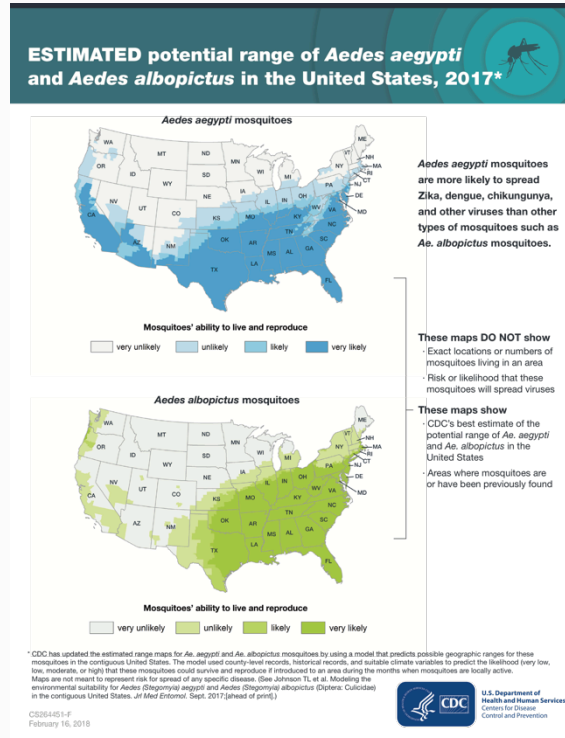 ESTIMATED potential range of Aedes aegypti
and Aedes albopictus in the United States, 2017*
Aedes aegypti mosquitoes
WA
OR
CA
NV
ID
MT
WY
UT
AZ
CO
NM
ND
SD
NE
KS
OK
TX
MN
IA
MO
AR
LA
WI
IL
MS
MI
IN
KY
TN
AL
OH
WV
GA
FL
SC
NC
VA
PA
NY
VT
ME
NH
MA
RI
CT
NJ
DE
MD
Mosquitoes’ ability to live and reproduce
very unlikely
unlikely
likely
very likely
Aedes aegypti mosquitoes
are more likely to spread
Zika, dengue, chikungunya,
and other viruses than other
types of mosquitoes such as
Ae. albopictus mosquitoes.
These maps DO NOT show
· Exact locations or numbers of
mosquitoes living in an area
· Risk or likelihood that these
mosquitoes will spread viruses
These maps show
· CDC’s best estimate of the
potential range of Ae. aegypti
and Ae. albopictus in the
United States
· Areas where mosquitoes are
or have been previously found
Aedes albopictus mosquitoes
WA
OR
CA
NV
ID
MT
WY
UT
AZ
CO
NM
ND
SD
NE
KS
OK
TX
MN
IA
MO
AR
LA
WI
IL
MS
MI
IN
KY
TN
AL
OH
WV
GA
FL
SC
NC
VA
PA
NY
VT
ME
NH
MA
RI
CT
NJ
DE
MD
Mosquitoes’ ability to live and reproduce
very unlikely
unlikely
likely
very likely
* CDC has updated the estimated range maps for Ae. aegypti and Ae. albopictus mosquitoes by using a model that predicts possible geographic ranges for these
mosquitoes in the contiguous United States. The model used county-level records, historical records, and suitable climate variables to predict the likelihood (very low,
low, moderate, or high) that these mosquitoes could survive and reproduce if introduced to an area during the months when mosquitoes are locally active.
Maps are not meant to represent risk for spread of any specific disease. (See Johnson TL et al. Modeling the
environmental suitability for Aedes (Stegomyia) aegypti and Aedes (Stegomyia) albopictus (Diptera: Culicidae)
in the contiguous United States. Jrl Med Entomol. Sept. 2017;[ahead of print].)
CS264451-F
February 16, 2018
CDC
U.S. Department of
Health and Human Services
Centers for Disease
Control and Prevention